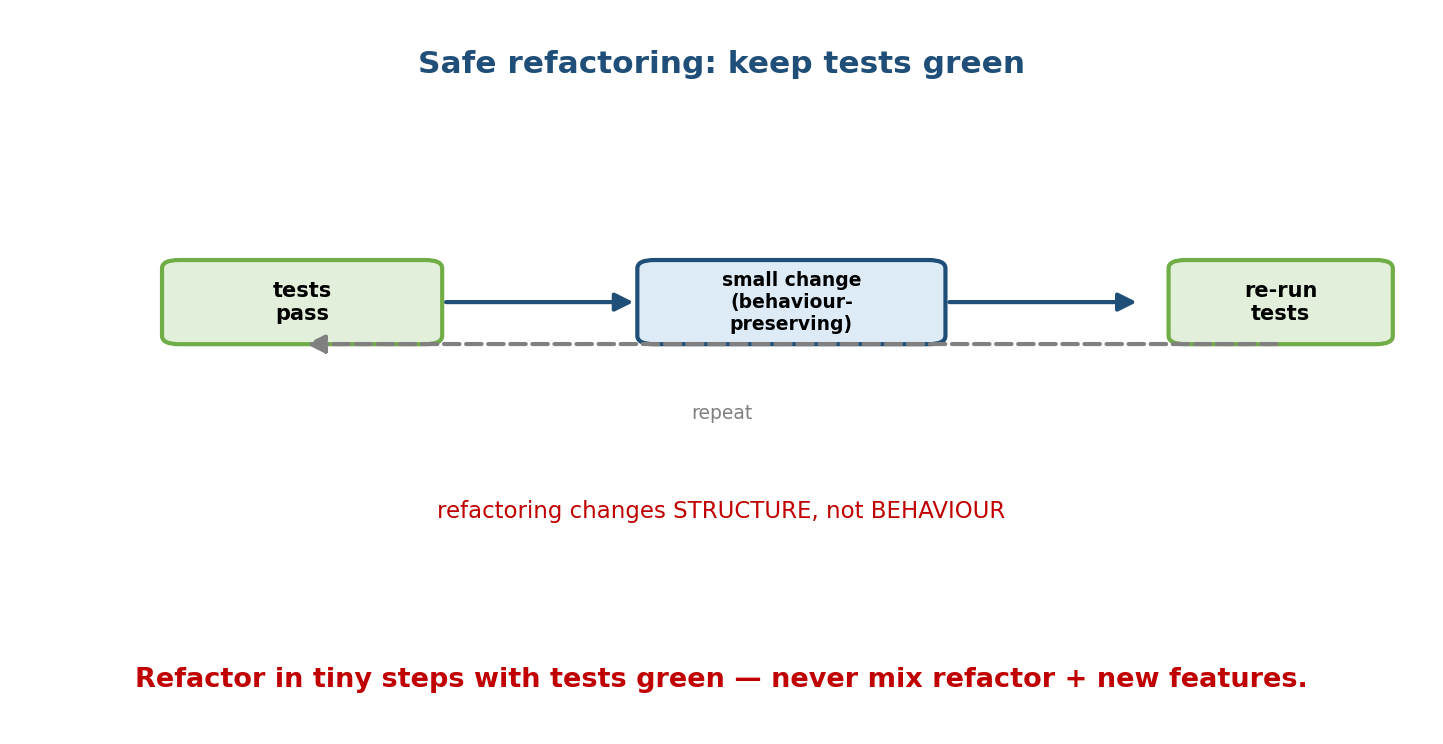 Safe refactoring: keep tests green
tests
pass
small change
(behaviour-
preserving)
re-run
tests
repeat
refactoring changes STRUCTURE, not BEHAVIOUR
Refactor in tiny steps with tests green — never mix refactor + new features.